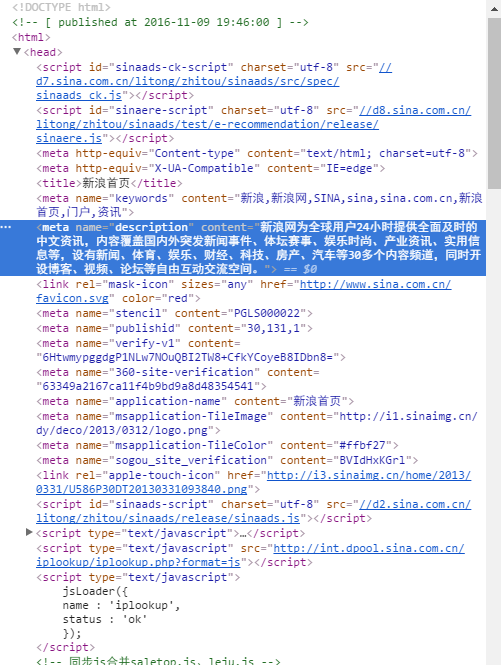 <!DOCTYPE html>
<!-- [ published at 2016-11-09 19:46:00 ] -->
<html>
<head>
<script id="sinaads-ck-script" charset="utf-8" src="//
d7.sina.com.cn/litong/zhitou/sinaads/src/spec/
sinaads_ck.js"></script>
<script id="sinaere-script" charset="utf-8" src="//d8.sina.com.cn/
litong/zhitou/sinaads/test/e-recommendation/release/
sinaere.js"></script>
<meta http-equiv="Content-type" content="text/html; charset=utf-8">
<meta http-equiv="X-UA-Compatible" content="IE=edge">
<title>新浪首页</title>
<meta name="keywords" content="新浪,新浪网,SINA,sina,sina.com.cn,新浪
首页,门户,资讯">
<meta name="description" content="新浪网为全球用户24小时提供全面及时的
中文资讯，内容覆盖国内外突发新闻事件、体坛赛事、娱乐时尚、产业资讯、实用信
息等，设有新闻、体育、娱乐、财经、科技、房产、汽车等30多个内容频道，同时开
设博客、视频、论坛等自由互动交流空间。"> == $0
<link rel="mask-icon" sizes="any" href="http://www.sina.com.cn/
favicon.svg" color="red">
<meta name="stencil" content="PGLS000022">
<meta name="publishid" content="30,131,1">
<meta name="verify-v1" content=
"6HtwmypggdgP1NLw7NOuQBI2TW8+CfkYCoyeB8IDbn8=">
<meta name="360-site-verification" content=
"63349a2167ca11f4b9bd9a8d48354541">
<meta name="application-name" content="新浪首页">
<meta name="msapplication-TileImage" content="http://i1.sinaimg.cn/
dy/deco/2013/0312/logo.png">
<meta name="msapplication-TileColor" content="#ffbf27">
<meta name="sogou_site_verification" content="BVIdHxKGrl">
<link rel="apple-touch-icon" href="http://i3.sinaimg.cn/home/2013/
0331/U586P30DT20130331093840.png">
<script id="sinaads-script" charset="utf-8" src="//d2.sina.com.cn/
litong/zhitou/sinaads/release/sinaads.js"></script>
<script type="text/javascript">…</script>
<script type="text/javascript" src="http://int.dpool.sina.com.cn/
iplookup/iplookup.php?format=js"></script>
<script type="text/javascript">
jsLoader({
name : 'iplookup',
status : 'ok'
});
</script>
<!-- 同步js合并saletop.js、leju.js -->